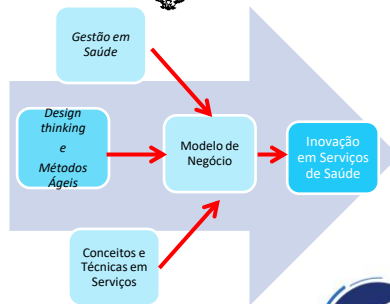 Gestão em
Saúde
Design
thinking
e
Métodos
Ágeis
Modelo de
Negócio
Inovação
em Serviços
de Saúde
Conceitos e
Técnicas em
Serviços